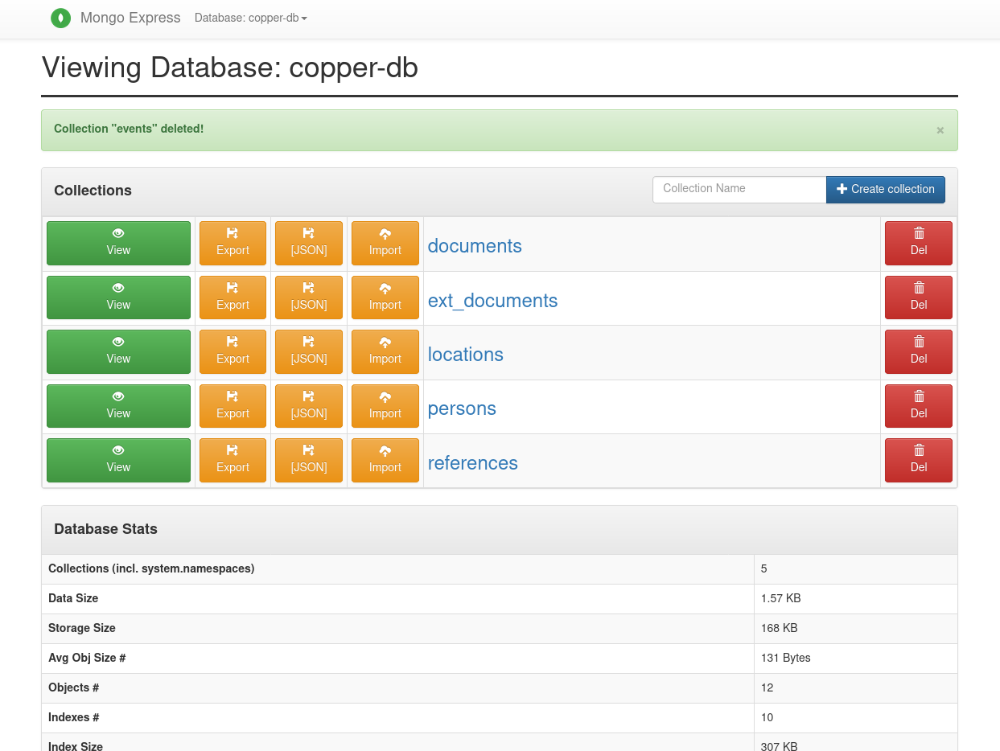 Mongo Express Database: copper-db
Viewing Database: copper-db
Collection "events" deleted!
×
Collections
Collection Name
Create collection
View Export [JSON] Import documents Del
View Export [JSON] Import ext_documents Del
View Export [JSON] Import locations Del
View Export [JSON] Import persons Del
View Export [JSON] Import references Del
Database Stats
Collections (incl. system.namespaces) 5
Data Size 1.57 KB
Storage Size 168 KB
Avg Obj Size # 131 Bytes
Objects # 12
Indexes # 10
Index Size 307 KB